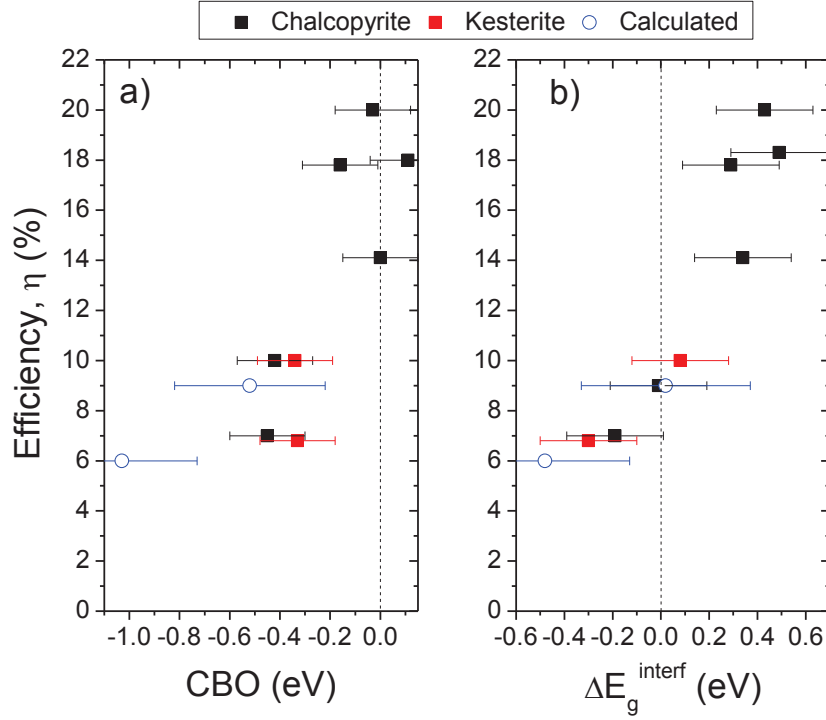 Chalcopyrite Kesterite Calculated
a) b)
Efficiency, η (%)
22 20 18 16 14 12 10 8 6 4 2 0
-1.0 -0.8 -0.6 -0.4 -0.2 0.0
CBO (eV)
22 20 18 16 14 12 10 8 6 4 2 0
-0.6 -0.4 -0.2 0.0 0.2 0.4 0.6
ΔEg^interf (eV)